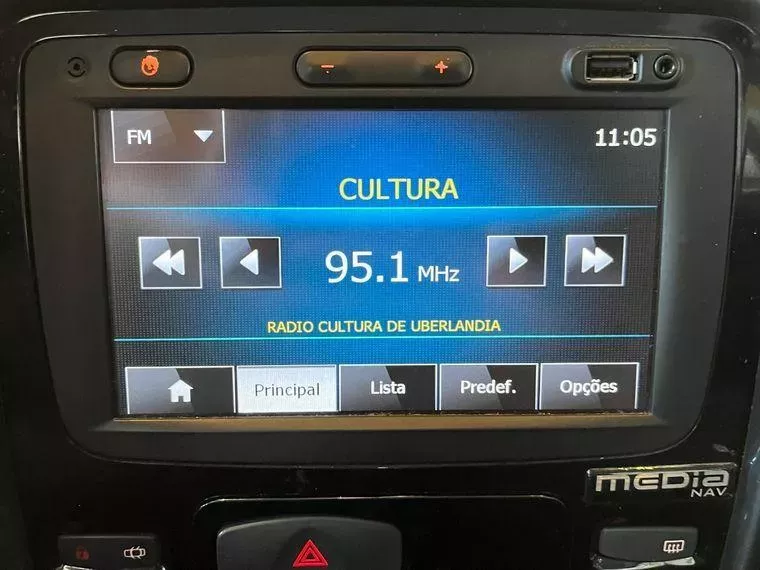 - +
FM 11:05
CULTURA
95.1 MHz
RADIO CULTURA DE UBERLANDIA
Principal Lista Predef. Opções
MEDIA
NAV